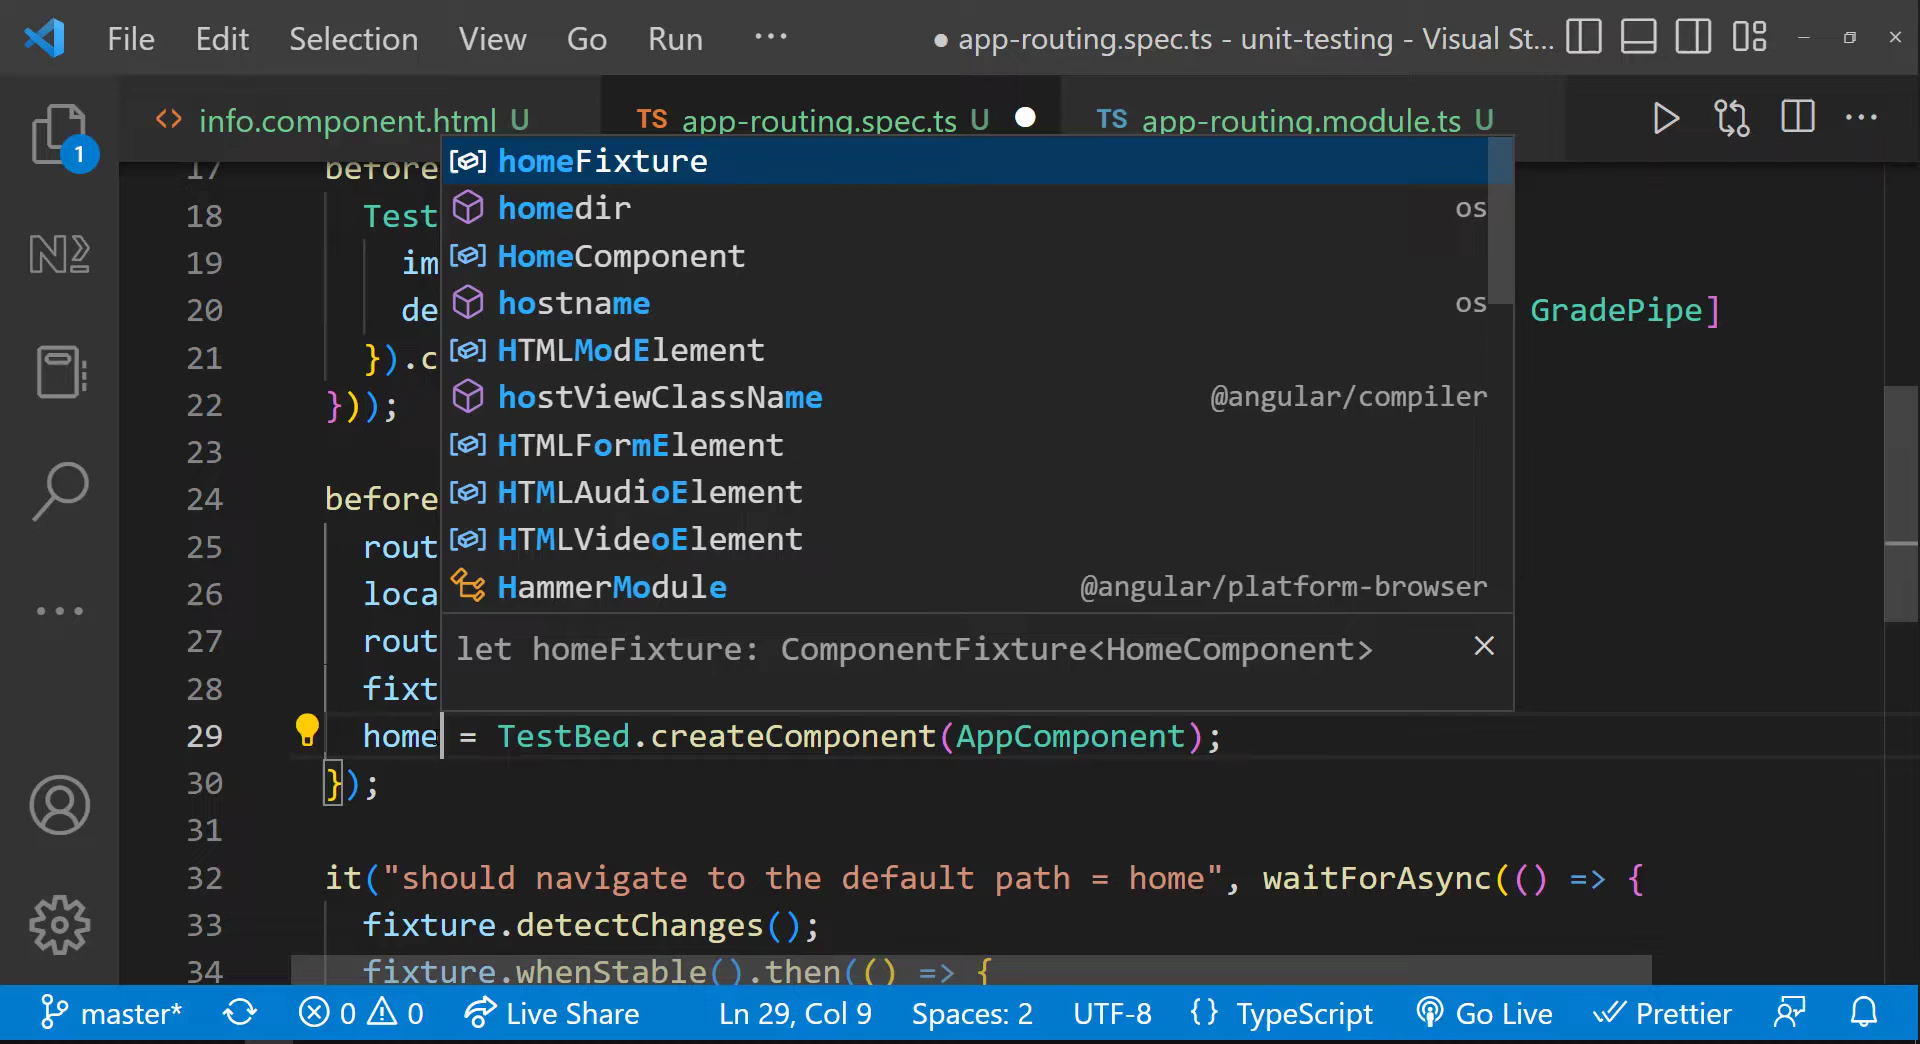 File Edit Selection View Go Run ··· ● app-routing.spec.ts - unit-testing - Visual St...
info.component.html U TS app-routing.spec.ts U TS app-routing.module.ts U
17 before
18 Test
19 im
20 de GradePipe]
21 }).c
22 }));
23
24 before
25 rout
26 loca
27 rout
28 fixt
29 home = TestBed.createComponent(AppComponent);
30 });
31
32 it("should navigate to the default path = home", waitForAsync(() => {
33 fixture.detectChanges();
34 fixture.whenStable().then(() => {
homeFixture
homedir os
HomeComponent
hostname os
HTMLModElement
hostViewClassName @angular/compiler
HTMLFormElement
HTMLAudioElement
HTMLVideoElement
HammerModule @angular/platform-browser
let homeFixture: ComponentFixture<HomeComponent>
1
master* 0 0 Live Share Ln 29, Col 9 Spaces: 2 UTF-8 {} TypeScript Go Live Prettier